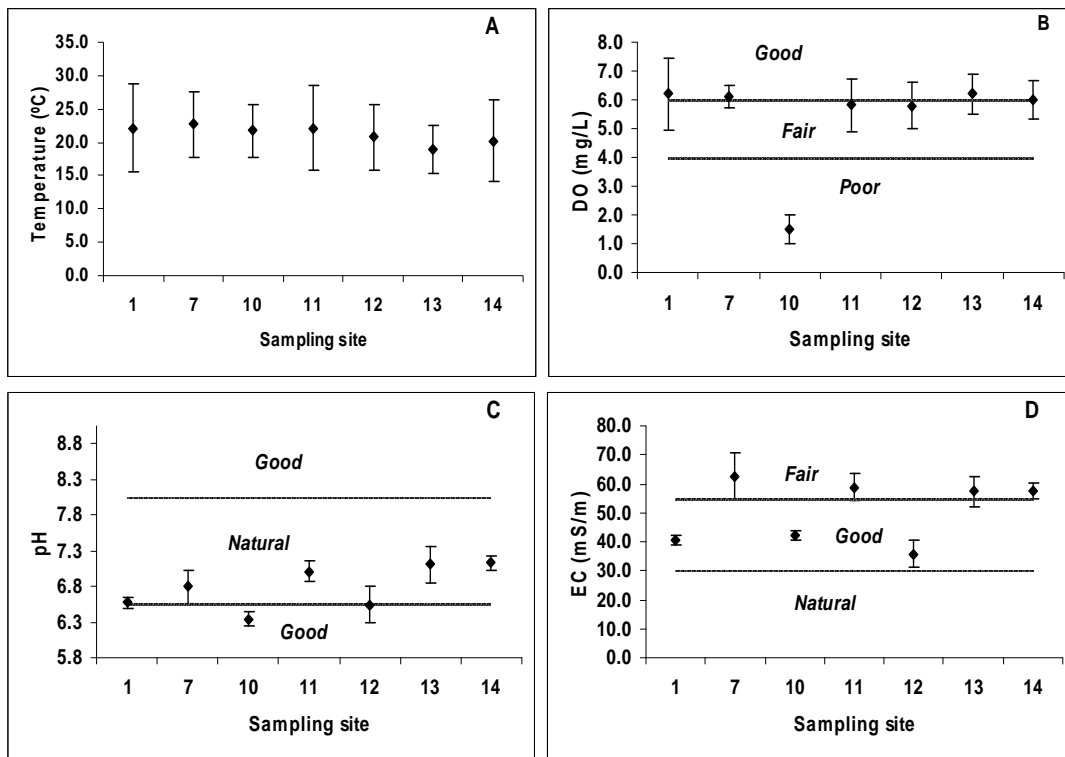 A
Temperature (ºC)
35.0
30.0
25.0
20.0
15.0
10.0
5.0
0.0
1 7 10 11 12 13 14
Sampling site
B
DO (mg/L)
8.0
7.0
6.0
5.0
4.0
3.0
2.0
1.0
0.0
Good
Fair
Poor
1 7 10 11 12 13 14
Sampling site
C
pH
8.8
8.3
7.8
7.3
6.8
6.3
5.8
Good
Natural
Good
1 7 10 11 12 13 14
Sampling site
D
EC (mS/m)
80.0
70.0
60.0
50.0
40.0
30.0
20.0
10.0
0.0
Fair
Good
Natural
1 7 10 11 12 13 14
Sampling site